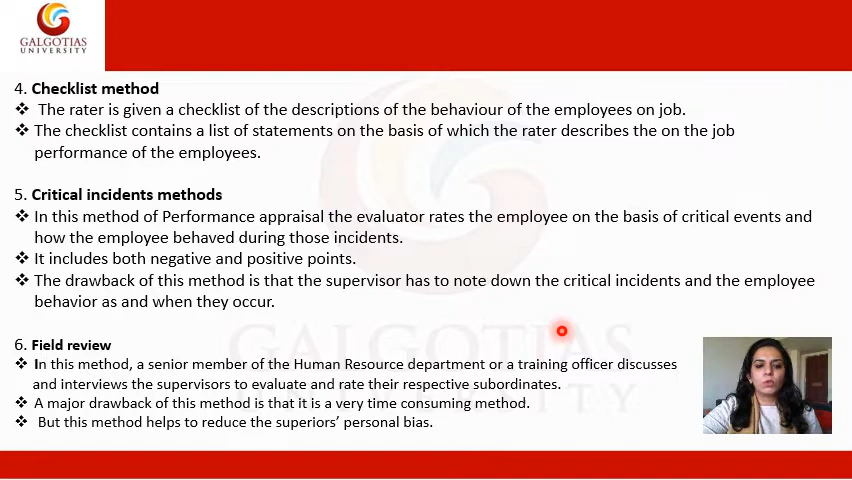 GALGOTIAS
UNIVERSITY
4. Checklist method
❖ The rater is given a checklist of the descriptions of the behaviour of the employees on job.
❖ The checklist contains a list of statements on the basis of which the rater describes the on the job
performance of the employees.
5. Critical incidents methods
❖ In this method of Performance appraisal the evaluator rates the employee on the basis of critical events and
how the employee behaved during those incidents.
❖ It includes both negative and positive points.
❖ The drawback of this method is that the supervisor has to note down the critical incidents and the employee
behavior as and when they occur.
GALGOTIAS
UNIVERSITY
6. Field review
❖ In this method, a senior member of the Human Resource department or a training officer discusses
and interviews the supervisors to evaluate and rate their respective subordinates.
❖ A major drawback of this method is that it is a very time consuming method.
❖ But this method helps to reduce the superiors’ personal bias.